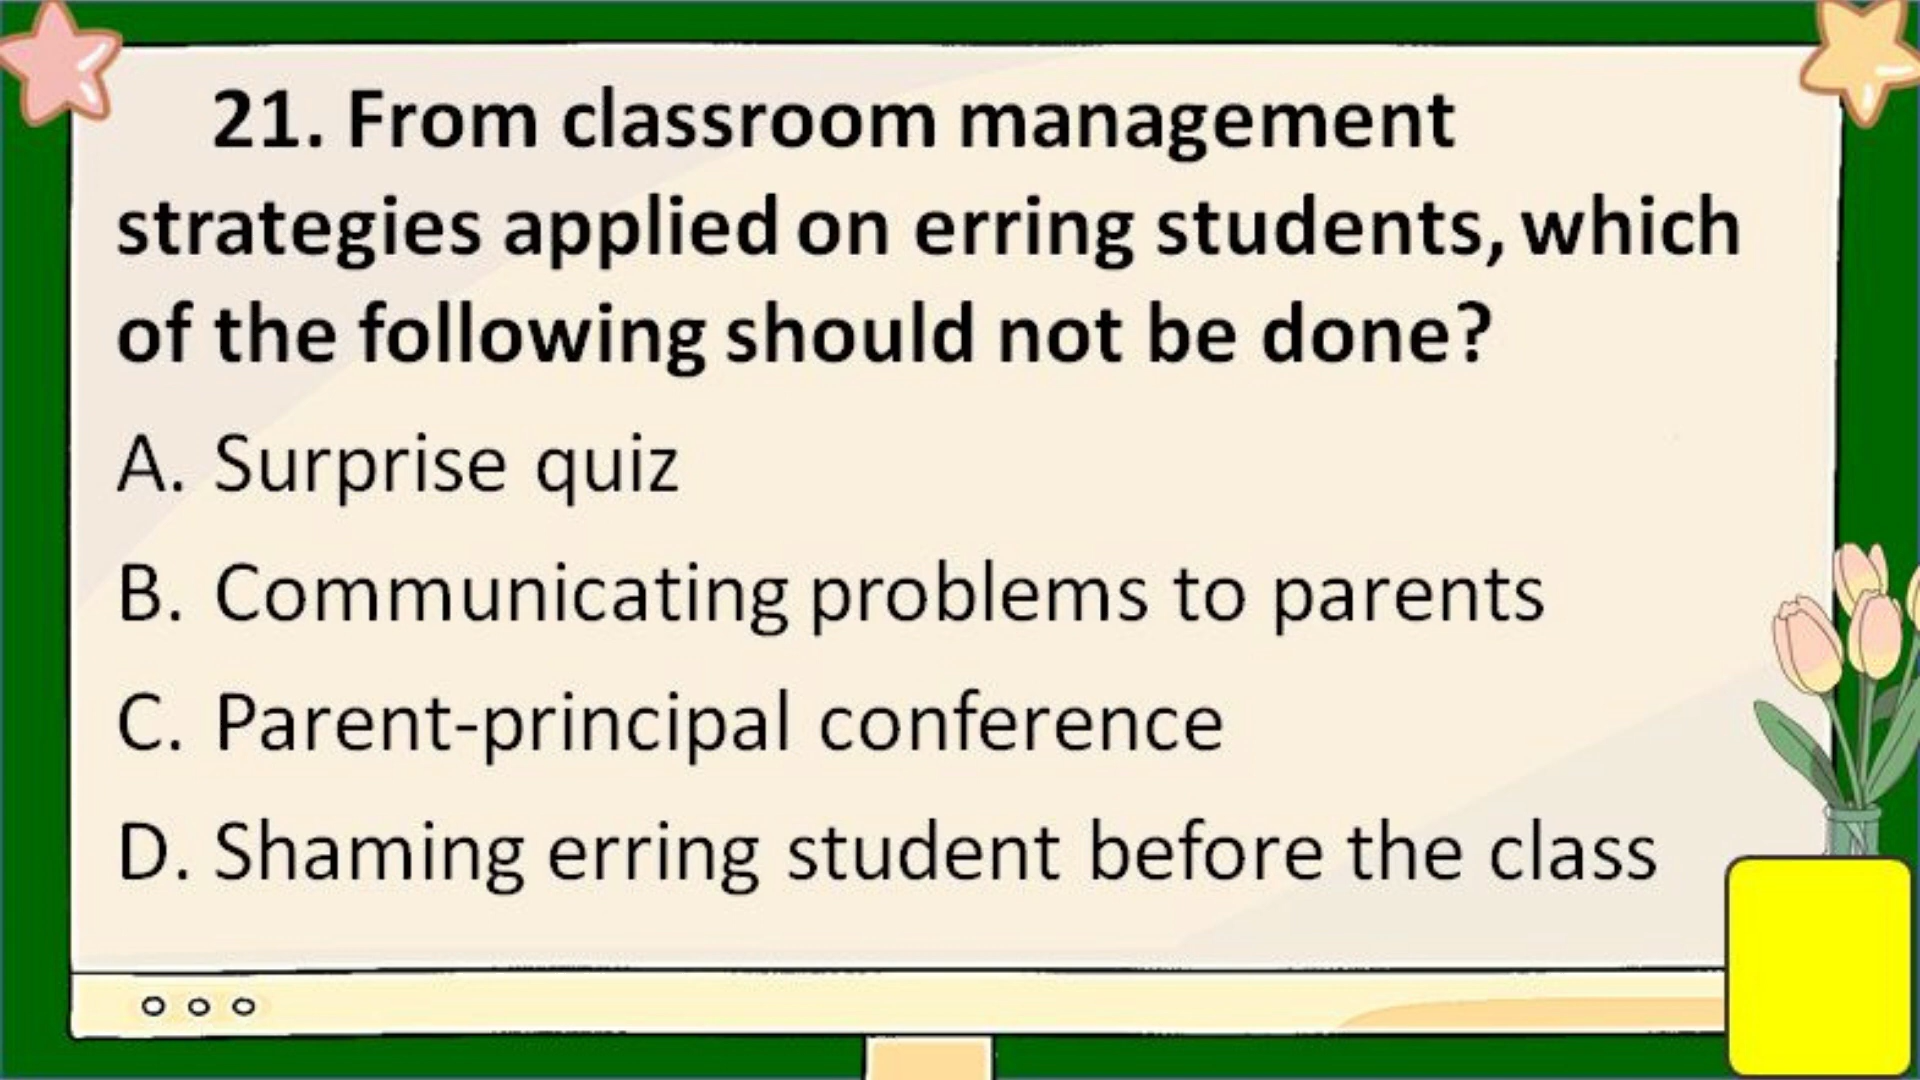 21. From classroom management
strategies applied on erring students, which
of the following should not be done?
A. Surprise quiz
B. Communicating problems to parents
C. Parent-principal conference
D. Shaming erring student before the class